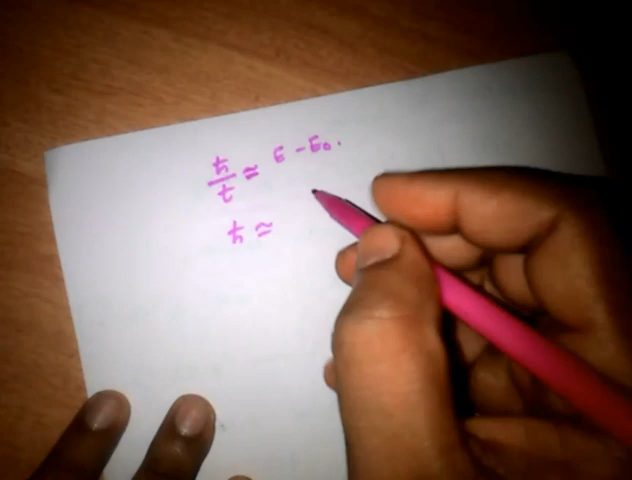 ℏ/t ≈ E - E₀.
ℏ ≈